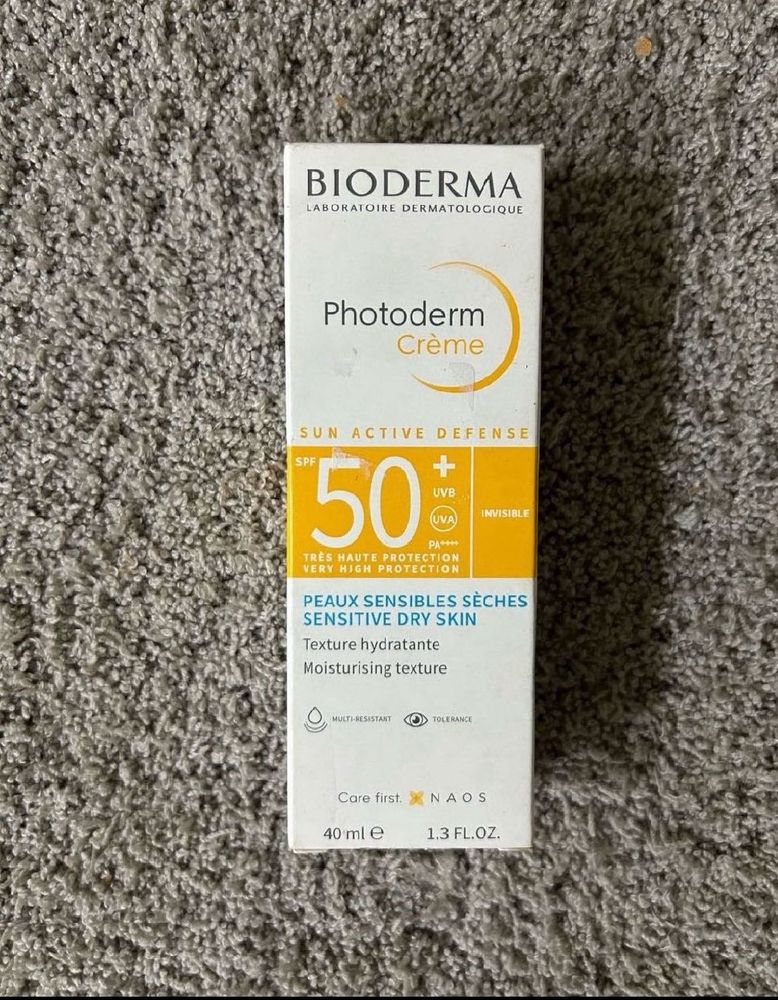 BIODERMA
LABORATOIRE DERMATOLOGIQUE
Photoderm
Crème
SUN ACTIVE DEFENSE
SPF 50+
UVB
UVA
PA++++
INVISIBLE
TRÈS HAUTE PROTECTION
VERY HIGH PROTECTION
PEAUX SENSIBLES SÈCHES
SENSITIVE DRY SKIN
Texture hydratante
Moisturising texture
MULTI-RESISTANT TOLERANCE
Care first. NAOS
40 ml ℮ 1.3 FL.OZ.